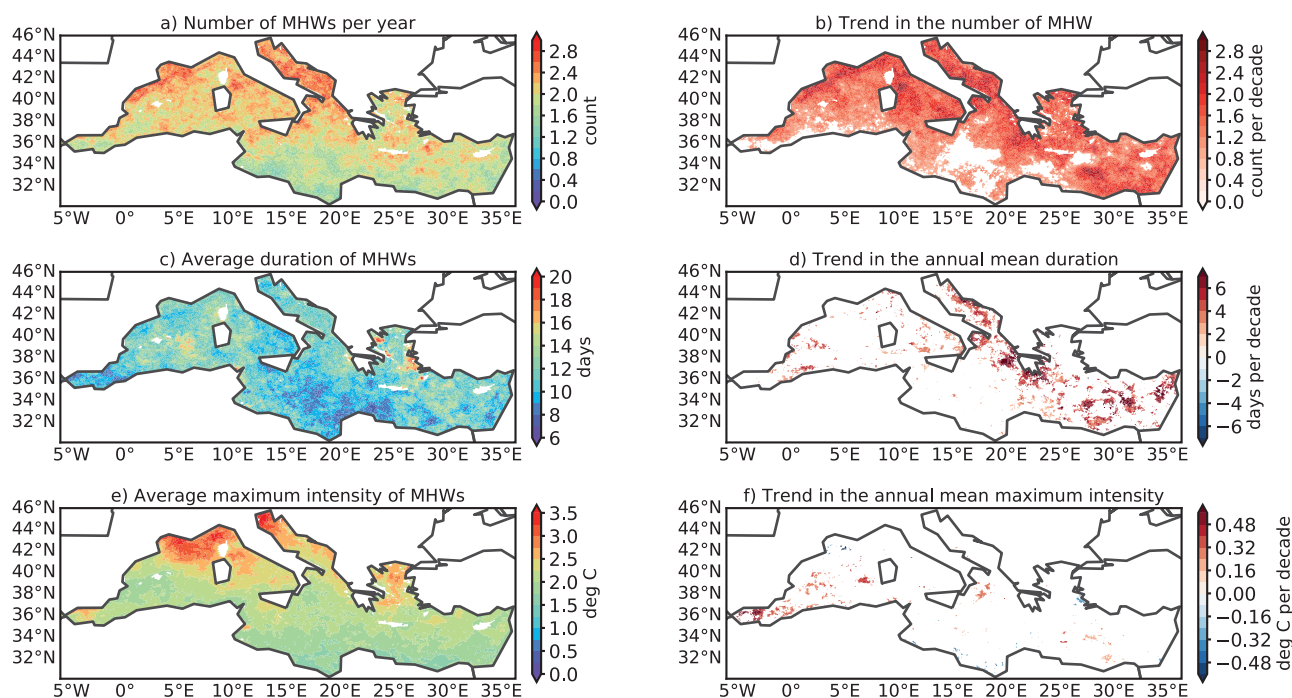 a) Number of MHWs per year
46°N
44°N
42°N
40°N
38°N
36°N
34°N
32°N
5°W 0° 5°E 10°E 15°E 20°E 25°E 30°E 35°E
2.8
2.4
2.0
1.6
1.2
0.8
0.4
0.0
count
b) Trend in the number of MHW
46°N
44°N
42°N
40°N
38°N
36°N
34°N
32°N
5°W 0° 5°E 10°E 15°E 20°E 25°E 30°E 35°E
2.8
2.4
2.0
1.6
1.2
0.8
0.4
0.0
count per decade
c) Average duration of MHWs
46°N
44°N
42°N
40°N
38°N
36°N
34°N
32°N
5°W 0° 5°E 10°E 15°E 20°E 25°E 30°E 35°E
20
18
16
14
12
10
8
6
days
d) Trend in the annual mean duration
46°N
44°N
42°N
40°N
38°N
36°N
34°N
32°N
5°W 0° 5°E 10°E 15°E 20°E 25°E 30°E 35°E
6
4
2
0
−2
−4
−6
days per decade
e) Average maximum intensity of MHWs
46°N
44°N
42°N
40°N
38°N
36°N
34°N
32°N
5°W 0° 5°E 10°E 15°E 20°E 25°E 30°E 35°E
3.5
3.0
2.5
2.0
1.5
1.0
0.5
0.0
deg C
f) Trend in the annual mean maximum intensity
46°N
44°N
42°N
40°N
38°N
36°N
34°N
32°N
5°W 0° 5°E 10°E 15°E 20°E 25°E 30°E 35°E
0.48
0.32
0.16
0.00
−0.16
−0.32
−0.48
deg C per decade